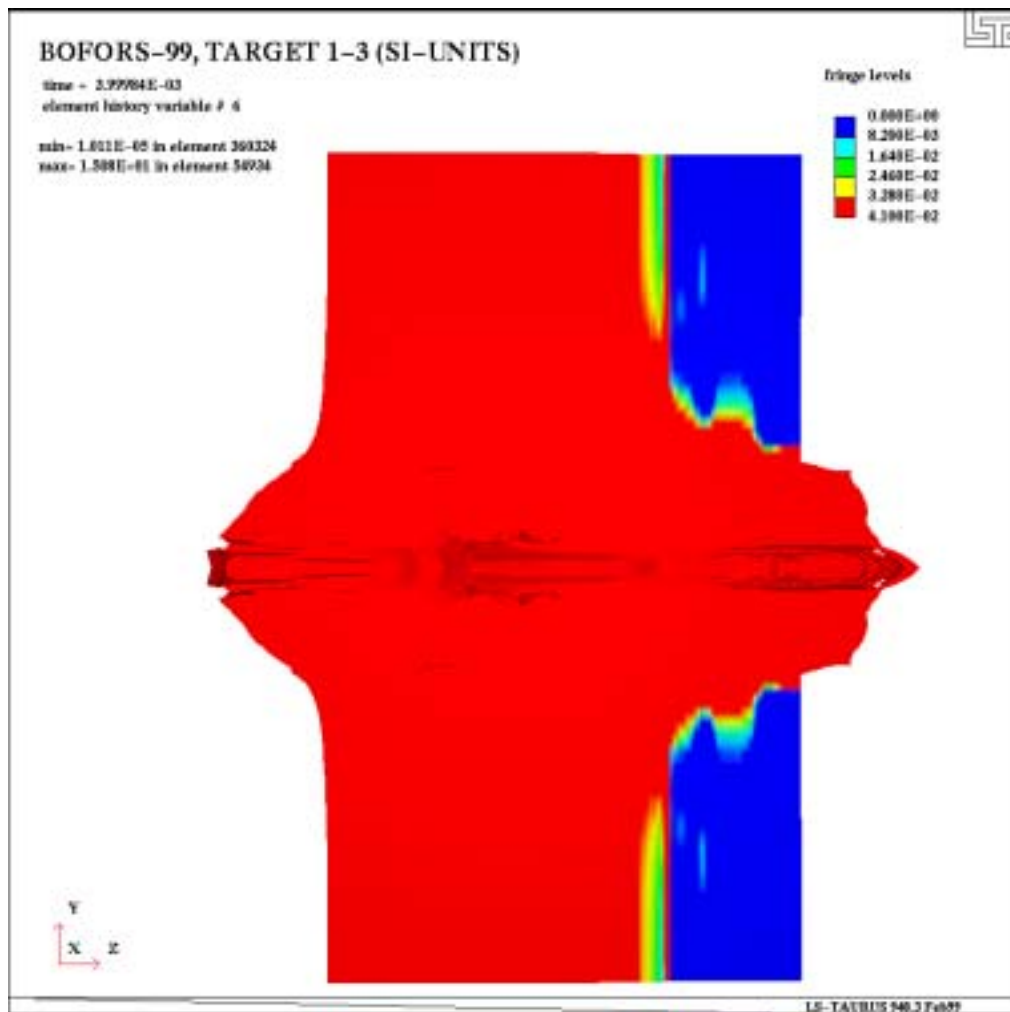 BOFORS-99, TARGET 1-3 (SI-UNITS)
time = 3.99984E-03
element history variable # 6
min= 1.011E-05 in element 360324
max= 1.508E+01 in element 56934
fringe levels
0.000E+00
8.200E-03
1.640E-02
2.460E-02
3.280E-02
4.100E-02
Y
X Z
LS-TAURUS 940.3 Feb99